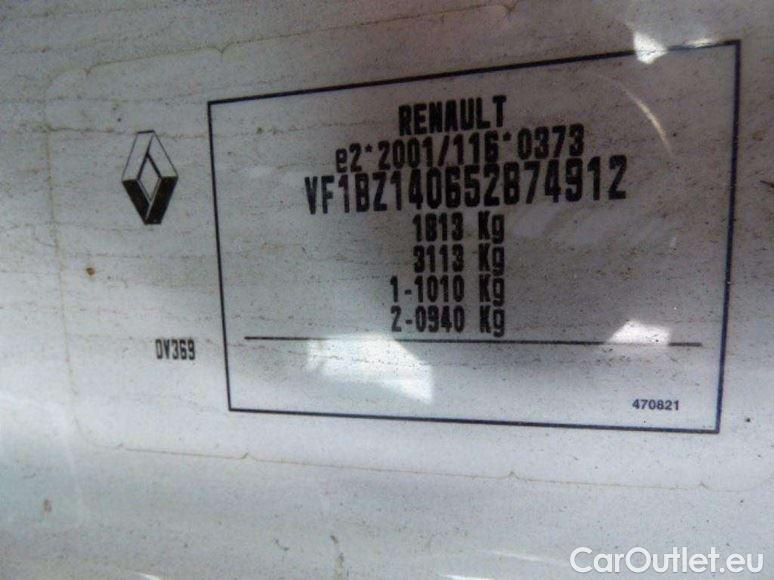 RENAULT
e2*2001/116*0373
VF1BZ140652874912
1813 Kg
3113 Kg
1-1010 Kg
2-0940 Kg
DV369
470821
CarOutlet.eu